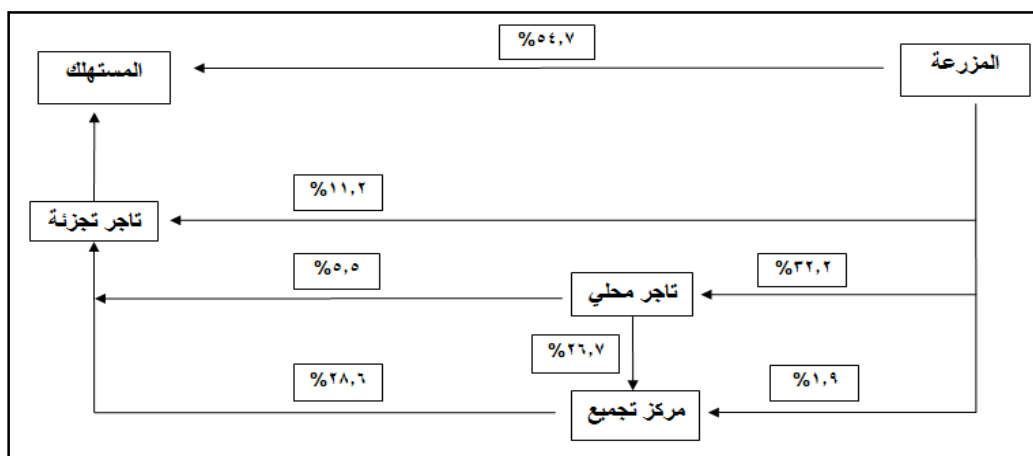 %٥٤,٧
المزرعة
المستهلك
%١١,٢
تاجر تجزئة
%٣٢,٢
%٥,٥
تاجر محلي
%٢٦,٧
%١,٩
%٢٨,٦
مركز تجميع